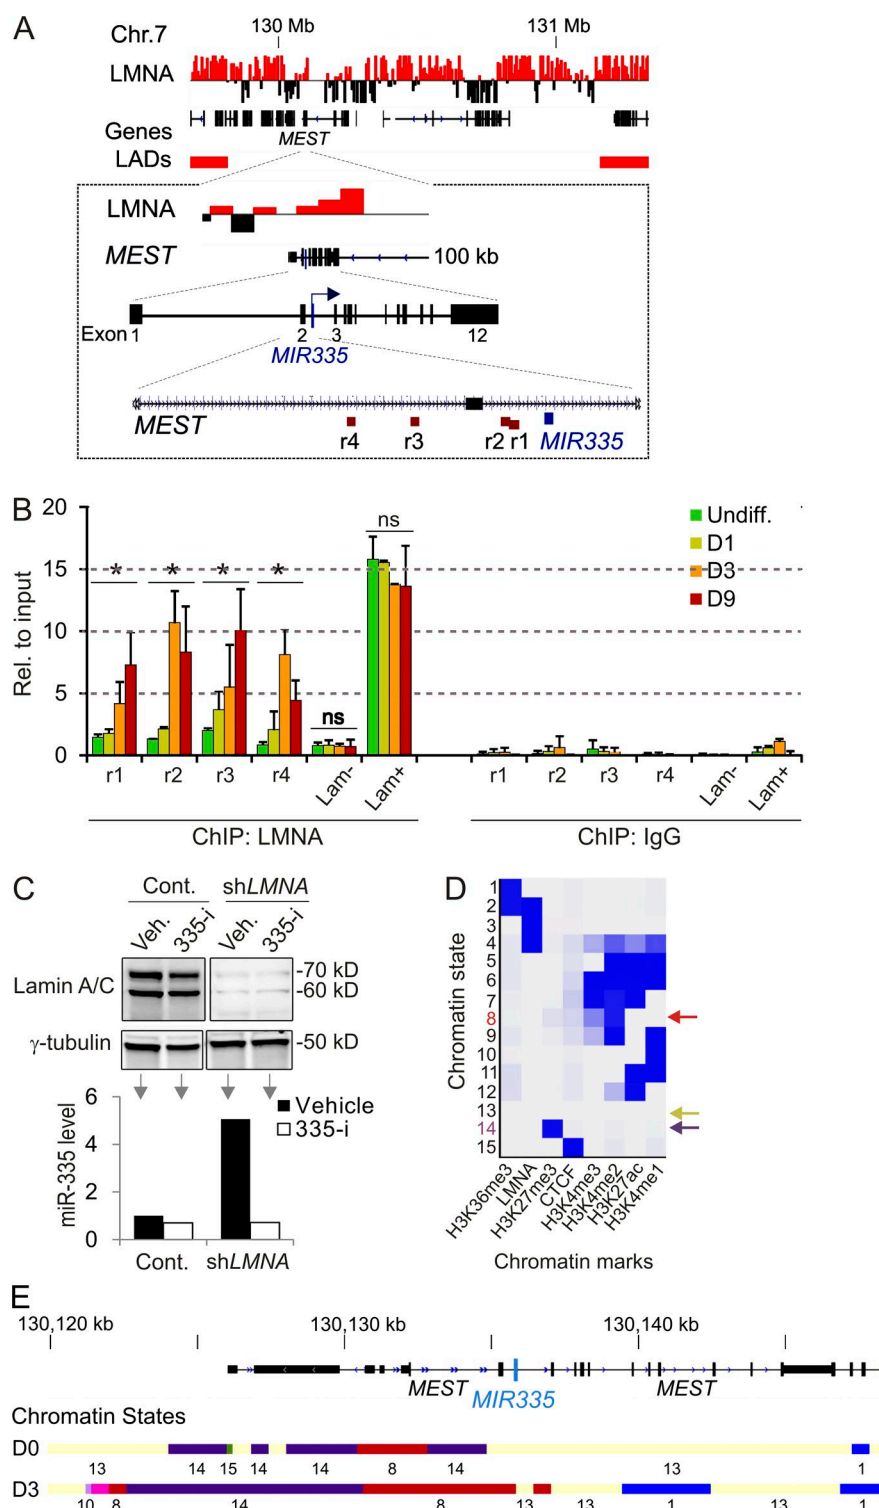 A
Chr.7
130 Mb
131 Mb
LMNA
Genes
MEST
LADs
LMNA
MEST
100 kb
Exon 1
2
3
12
MIR335
MEST
r4
r3
r2 r1
MIR335
B
Rel. to input
20
15
10
5
0
ns
* * * *
ns
Undiff.
D1
D3
D9
r1 r2 r3 r4 Lam- Lam+
r1 r2 r3 r4 Lam- Lam+
ChIP: LMNA
ChIP: IgG
C
Cont.
shLMNA
Veh. 335-i Veh. 335-i
Lamin A/C
-70 kD
-60 kD
γ-tubulin
-50 kD
miR-335 level
6
4
2
0
Vehicle
335-i
Cont. shLMNA
D
Chromatin state
1
2
3
4
5
6
7
8
9
10
11
12
13
14
15
H3K36me3
LMNA
H3K27me3
CTCF
H3K4me3
H3K4me2
H3K27ac
H3K4me1
Chromatin marks
E
130,120 kb
130,130 kb
130,140 kb
MEST
MIR335
MEST
Chromatin States
D0
13 14 15 14 14 8 14 13 1
D3
10 8 14 8 13 13 1 13 1